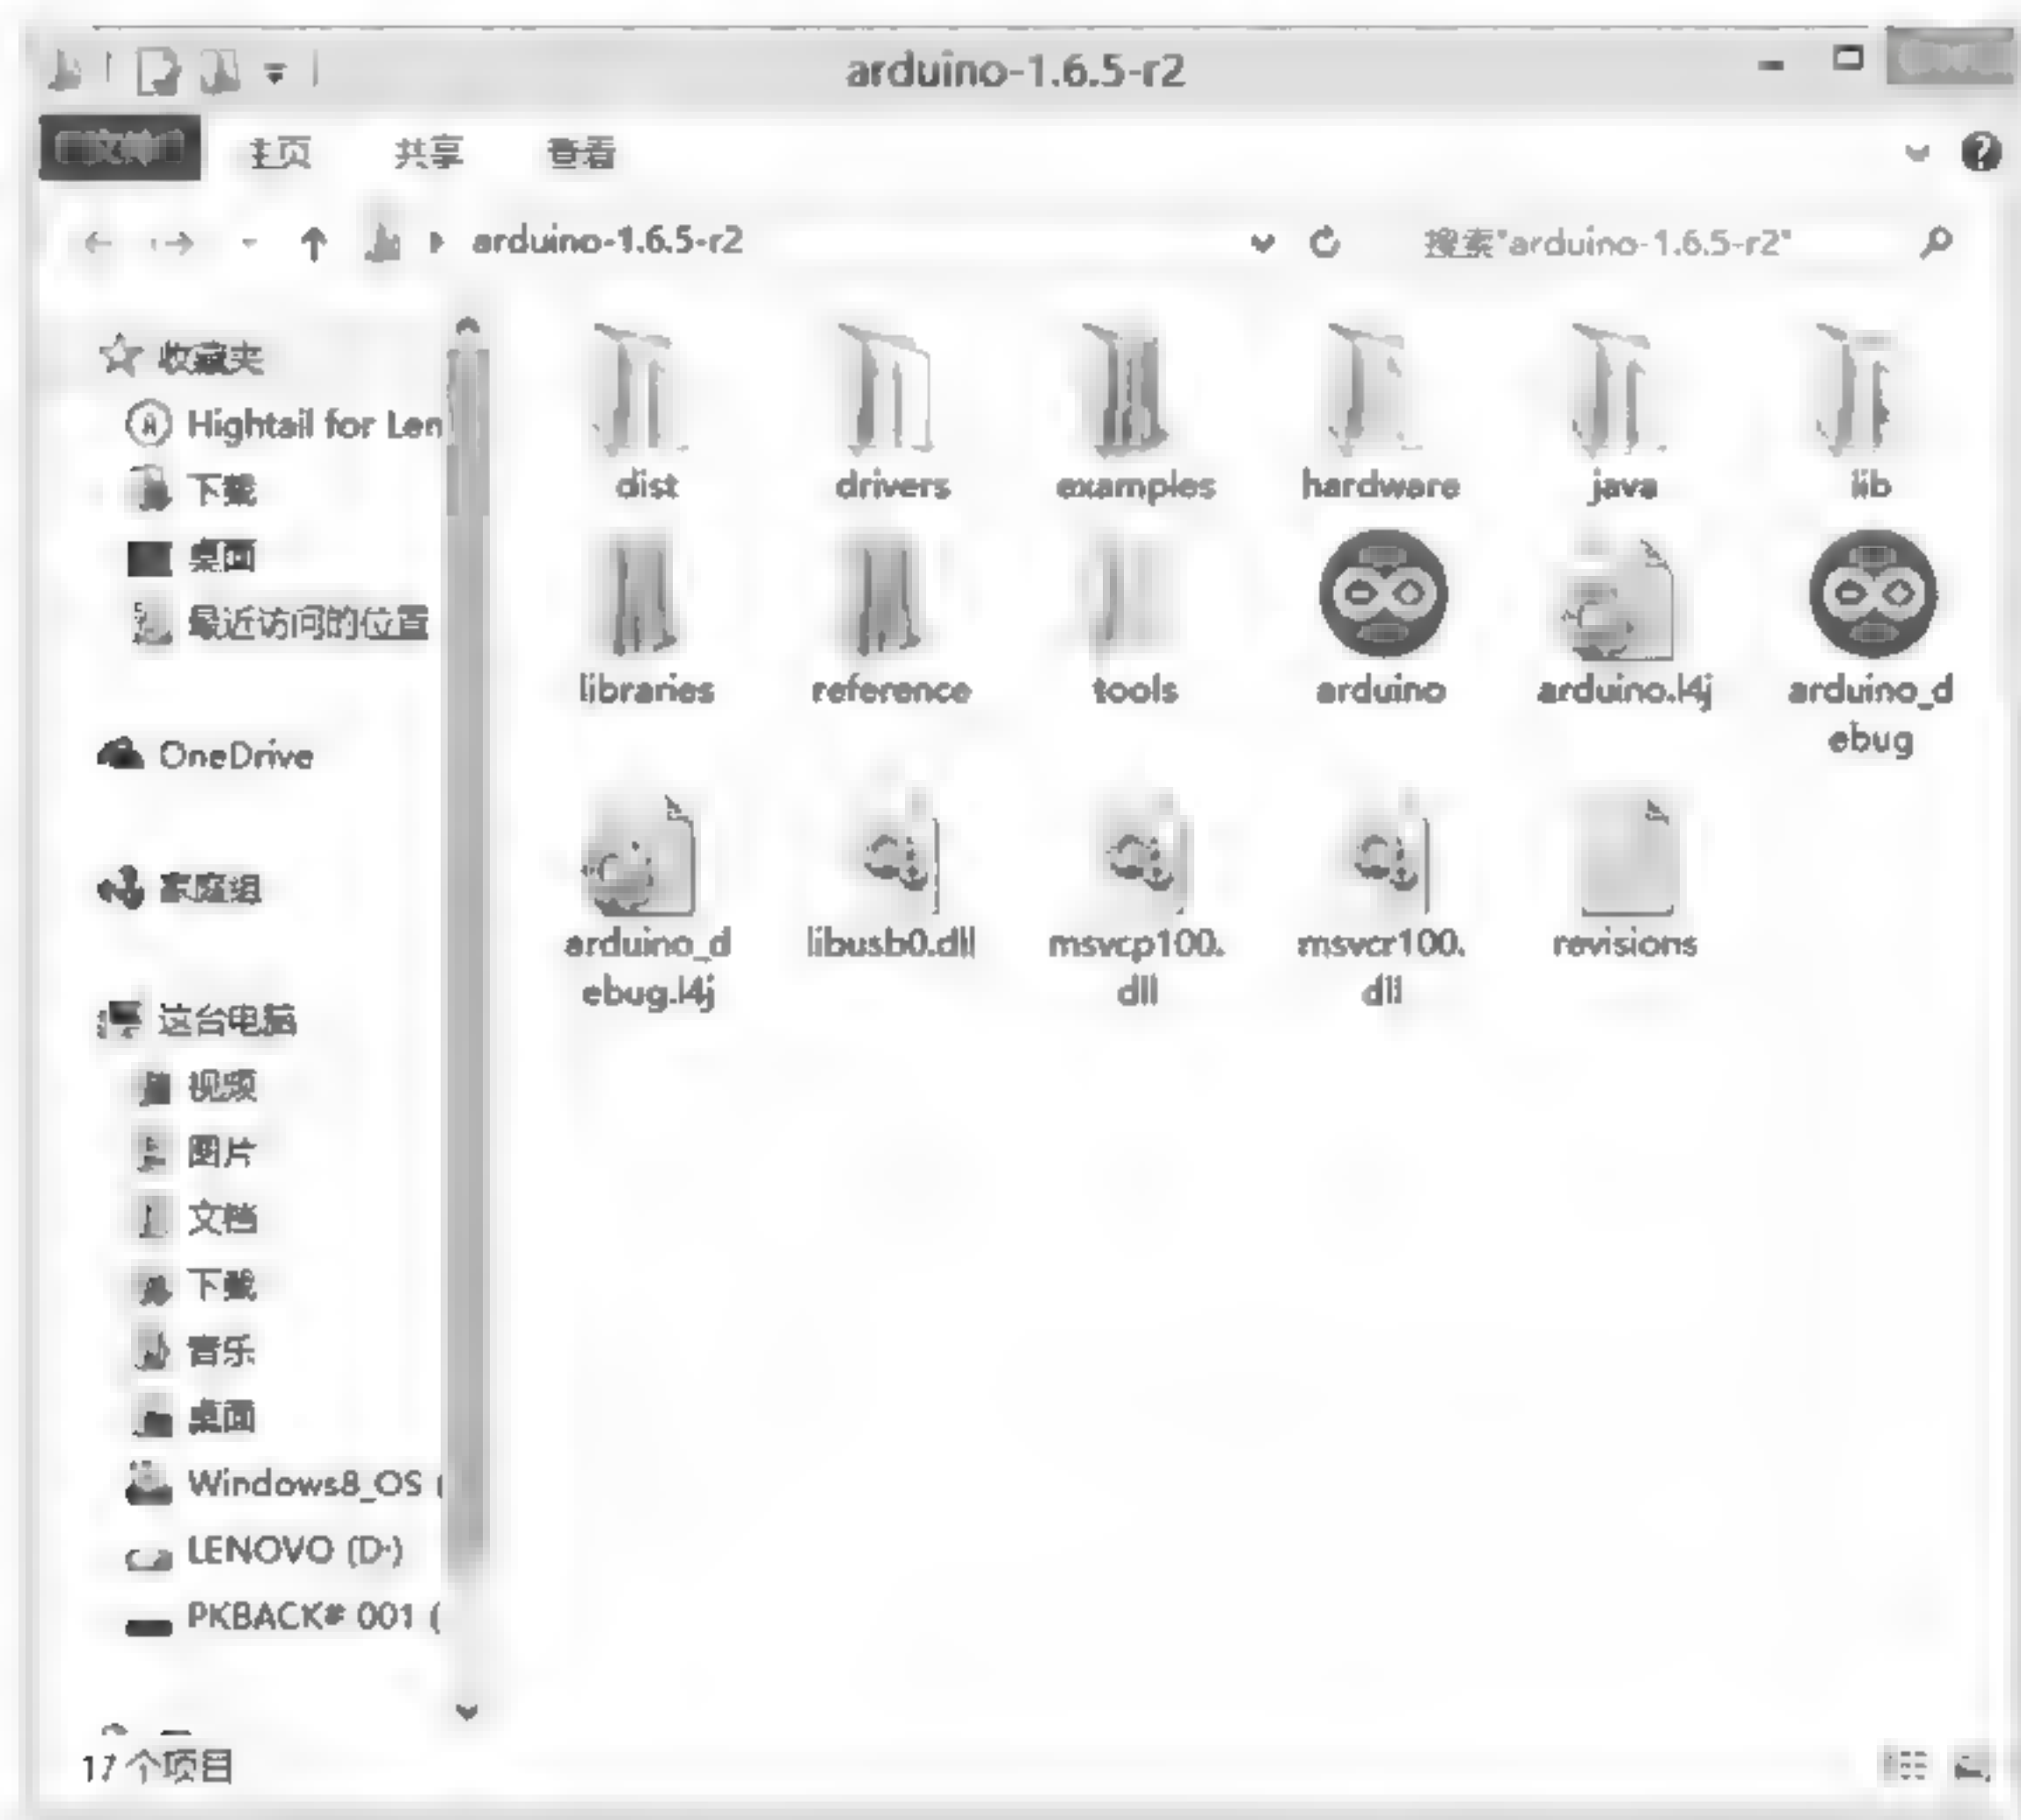 arduino-1.6.5-r2
文件
主页 共享 查看
arduino-1.6.5-r2
搜索"arduino-1.6.5-r2"
收藏夹
Hightail for Len
下载
桌面
最近访问的位置
OneDrive
家庭组
这台电脑
视频
图片
文档
下载
音乐
桌面
Windows8_OS (
LENOVO (D:)
PKBACK# 001 (
dist drivers examples hardware java lib
libraries reference tools arduino arduino.l4j arduino_d
ebug
arduino_d libusb0.dll msvcp100. msvcr100. revisions
ebug.l4j dll dll
17 个项目